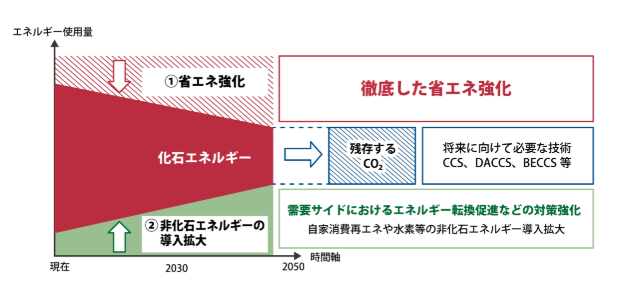 エネルギー使用量
①省エネ強化
徹底した省エネ強化
化石エネルギー
残存する
CO₂
将来に向けて必要な技術
CCS、DACCS、BECCS 等
② 非化石エネルギーの
導入拡大
需要サイドにおけるエネルギー転換促進などの対策強化
自家消費再エネや水素等の非化石エネルギー導入拡大
現在
2030
2050
時間軸